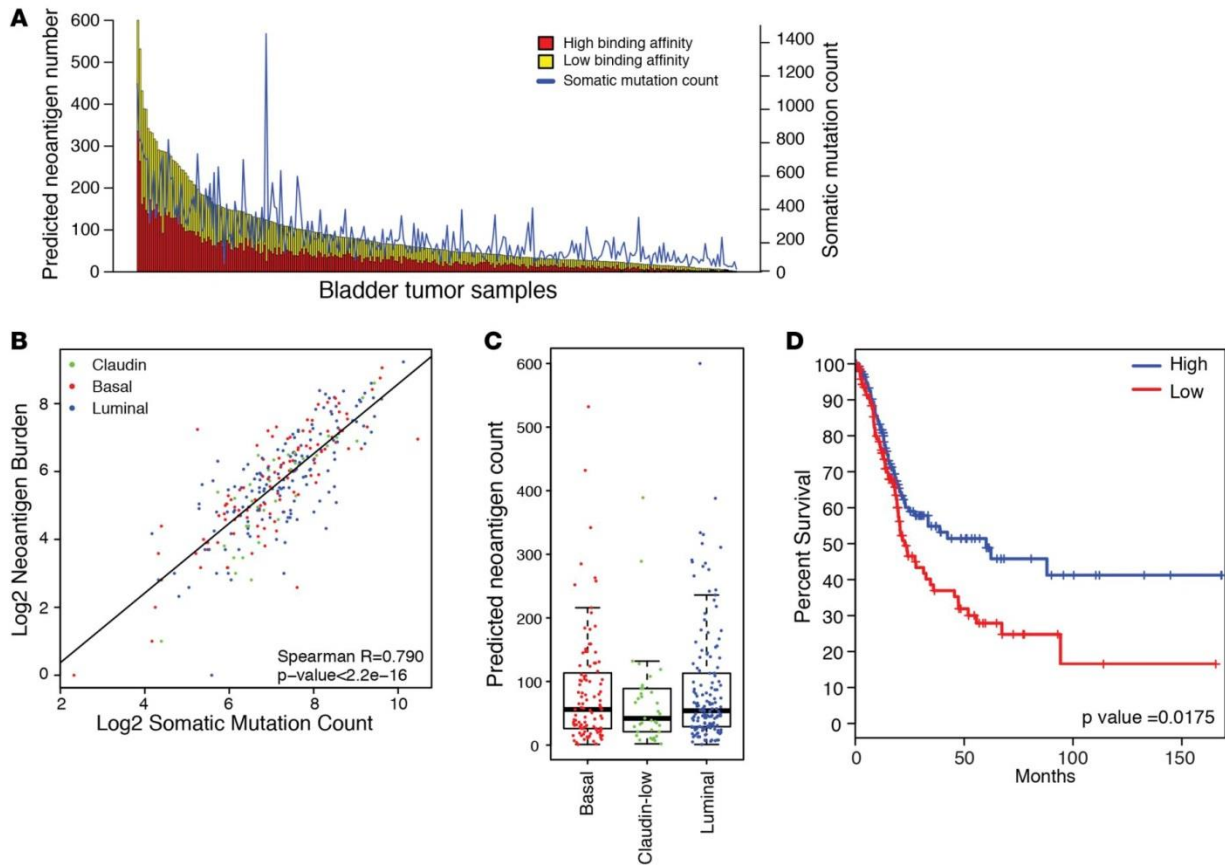 A
Predicted neoantigen number
600
500
400
300
200
100
0
High binding affinity
Low binding affinity
Somatic mutation count
1400
1200
1000
800
600
400
200
0
Somatic mutation count
Bladder tumor samples
B
Log2 Neoantigen Burden
8
6
4
2
0
Claudin
Basal
Luminal
Spearman R=0.790
p-value<2.2e-16
2 4 6 8 10
Log2 Somatic Mutation Count
C
Predicted neoantigen count
600
500
400
300
200
100
0
Basal
Claudin-low
Luminal
D
Percent Survival
100
90
80
70
60
50
40
30
20
10
0
High
Low
p value =0.0175
0 50 100 150
Months